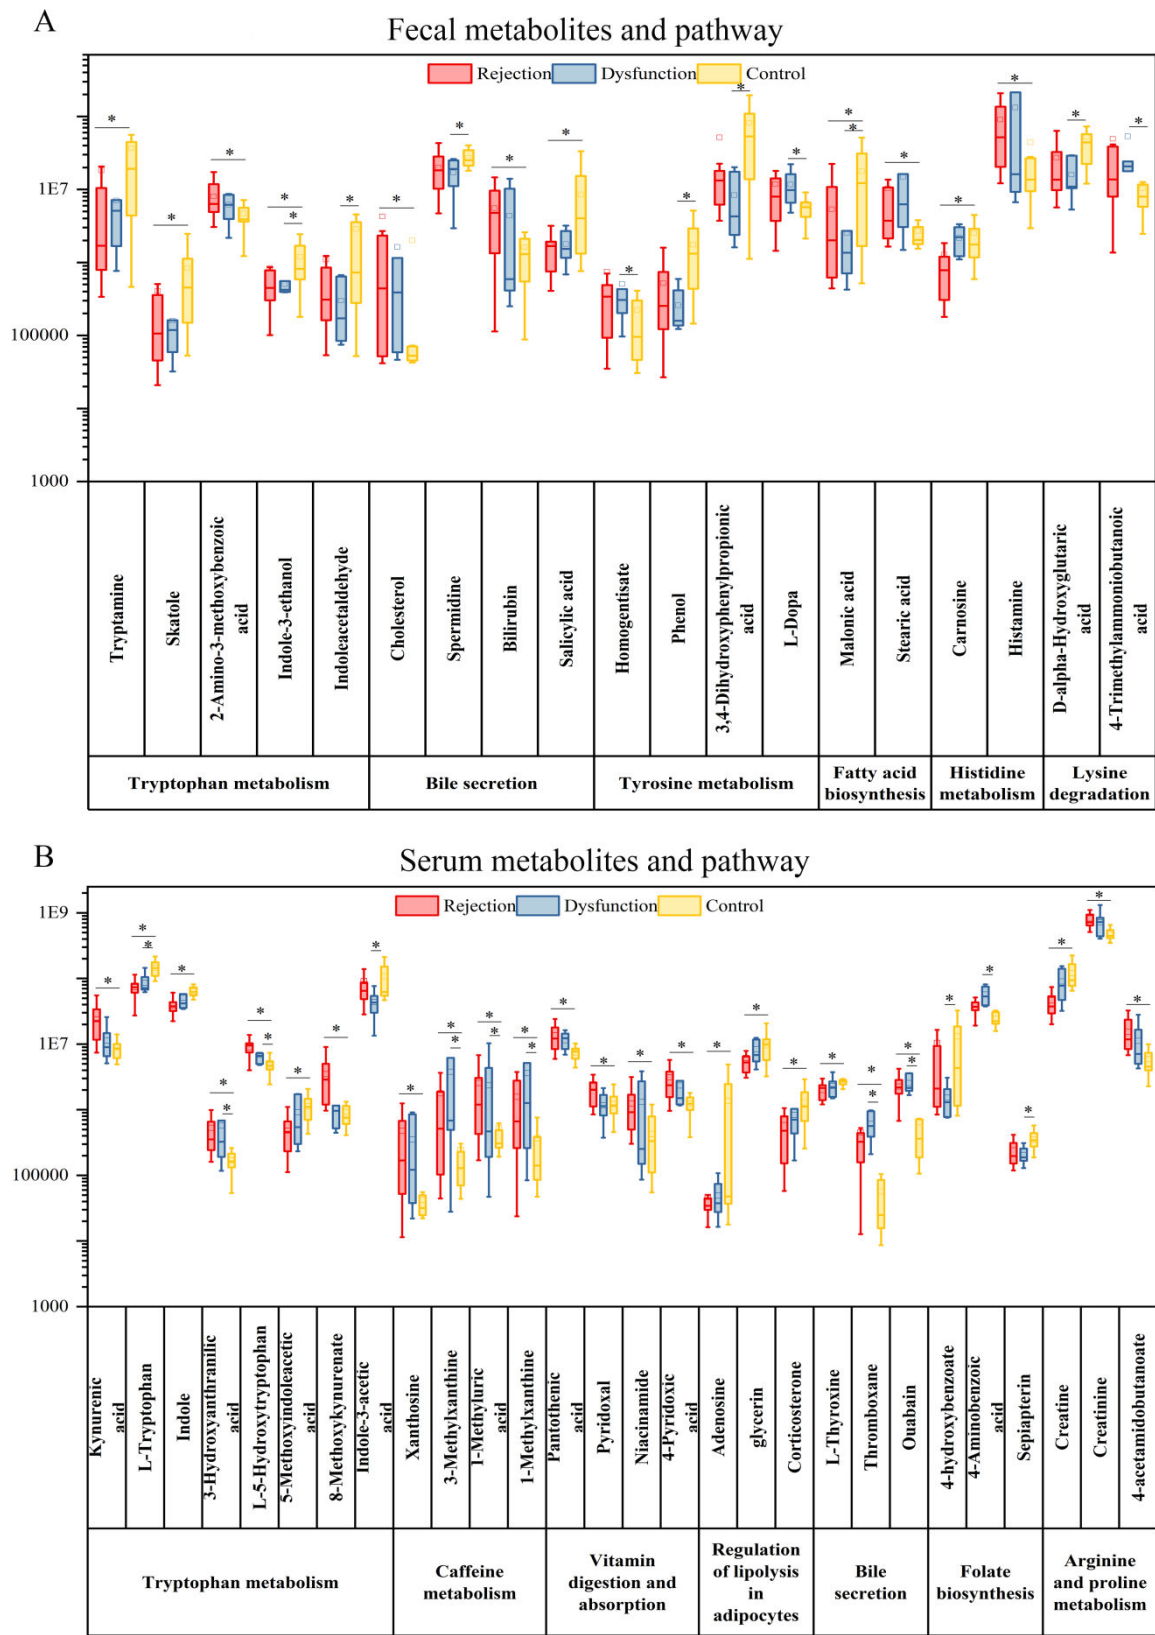 A
Fecal metabolites and pathway
Rejection Dysfunction Control
* * * * * * * * * * * * * * * * * * * * *
1E7
100000
1000
Tryptamine
Skatole
2-Amino-3-methoxybenzoic
acid
Indole-3-ethanol
Indoleacetaldehyde
Cholesterol
Spermidine
Bilirubin
Salicylic acid
Homogentisate
Phenol
3,4-Dihydroxyphenylpropionic
acid
L-Dopa
Malonic acid
Stearic acid
Carnosine
Histamine
D-alpha-Hydroxyglutaric
acid
4-Trimethylammoniobutanoic
acid
Tryptophan metabolism
Bile secretion
Tyrosine metabolism
Fatty acid
biosynthesis
Histidine
metabolism
Lysine
degradation
B
Serum metabolites and pathway
Rejection Dysfunction Control
1E9
1E7
100000
1000
Kynurenic
acid
L-Tryptophan
Indole
3-Hydroxyanthranilic
acid
L-5-Hydroxytryptophan
5-Methoxyindoleacetic
acid
8-Methoxykynurenate
Indole-3-acetic
acid
Xanthosine
3-Methylxanthine
1-Methyluric
acid
1-Methylxanthine
Pantothenic
acid
Pyridoxal
Niacinamide
4-Pyridoxic
acid
Adenosine
glycerin
Corticosterone
L-Thyroxine
Thromboxane
Ouabain
4-hydroxybenzoate
4-Aminobenzoic
acid
Sepiapterin
Creatine
Creatinine
4-acetamidobutanoate
Tryptophan metabolism
Caffeine
metabolism
Vitamin
digestion and
absorption
Regulation
of lipolysis
in
adipocytes
Bile
secretion
Folate
biosynthesis
Arginine
and proline
metabolism